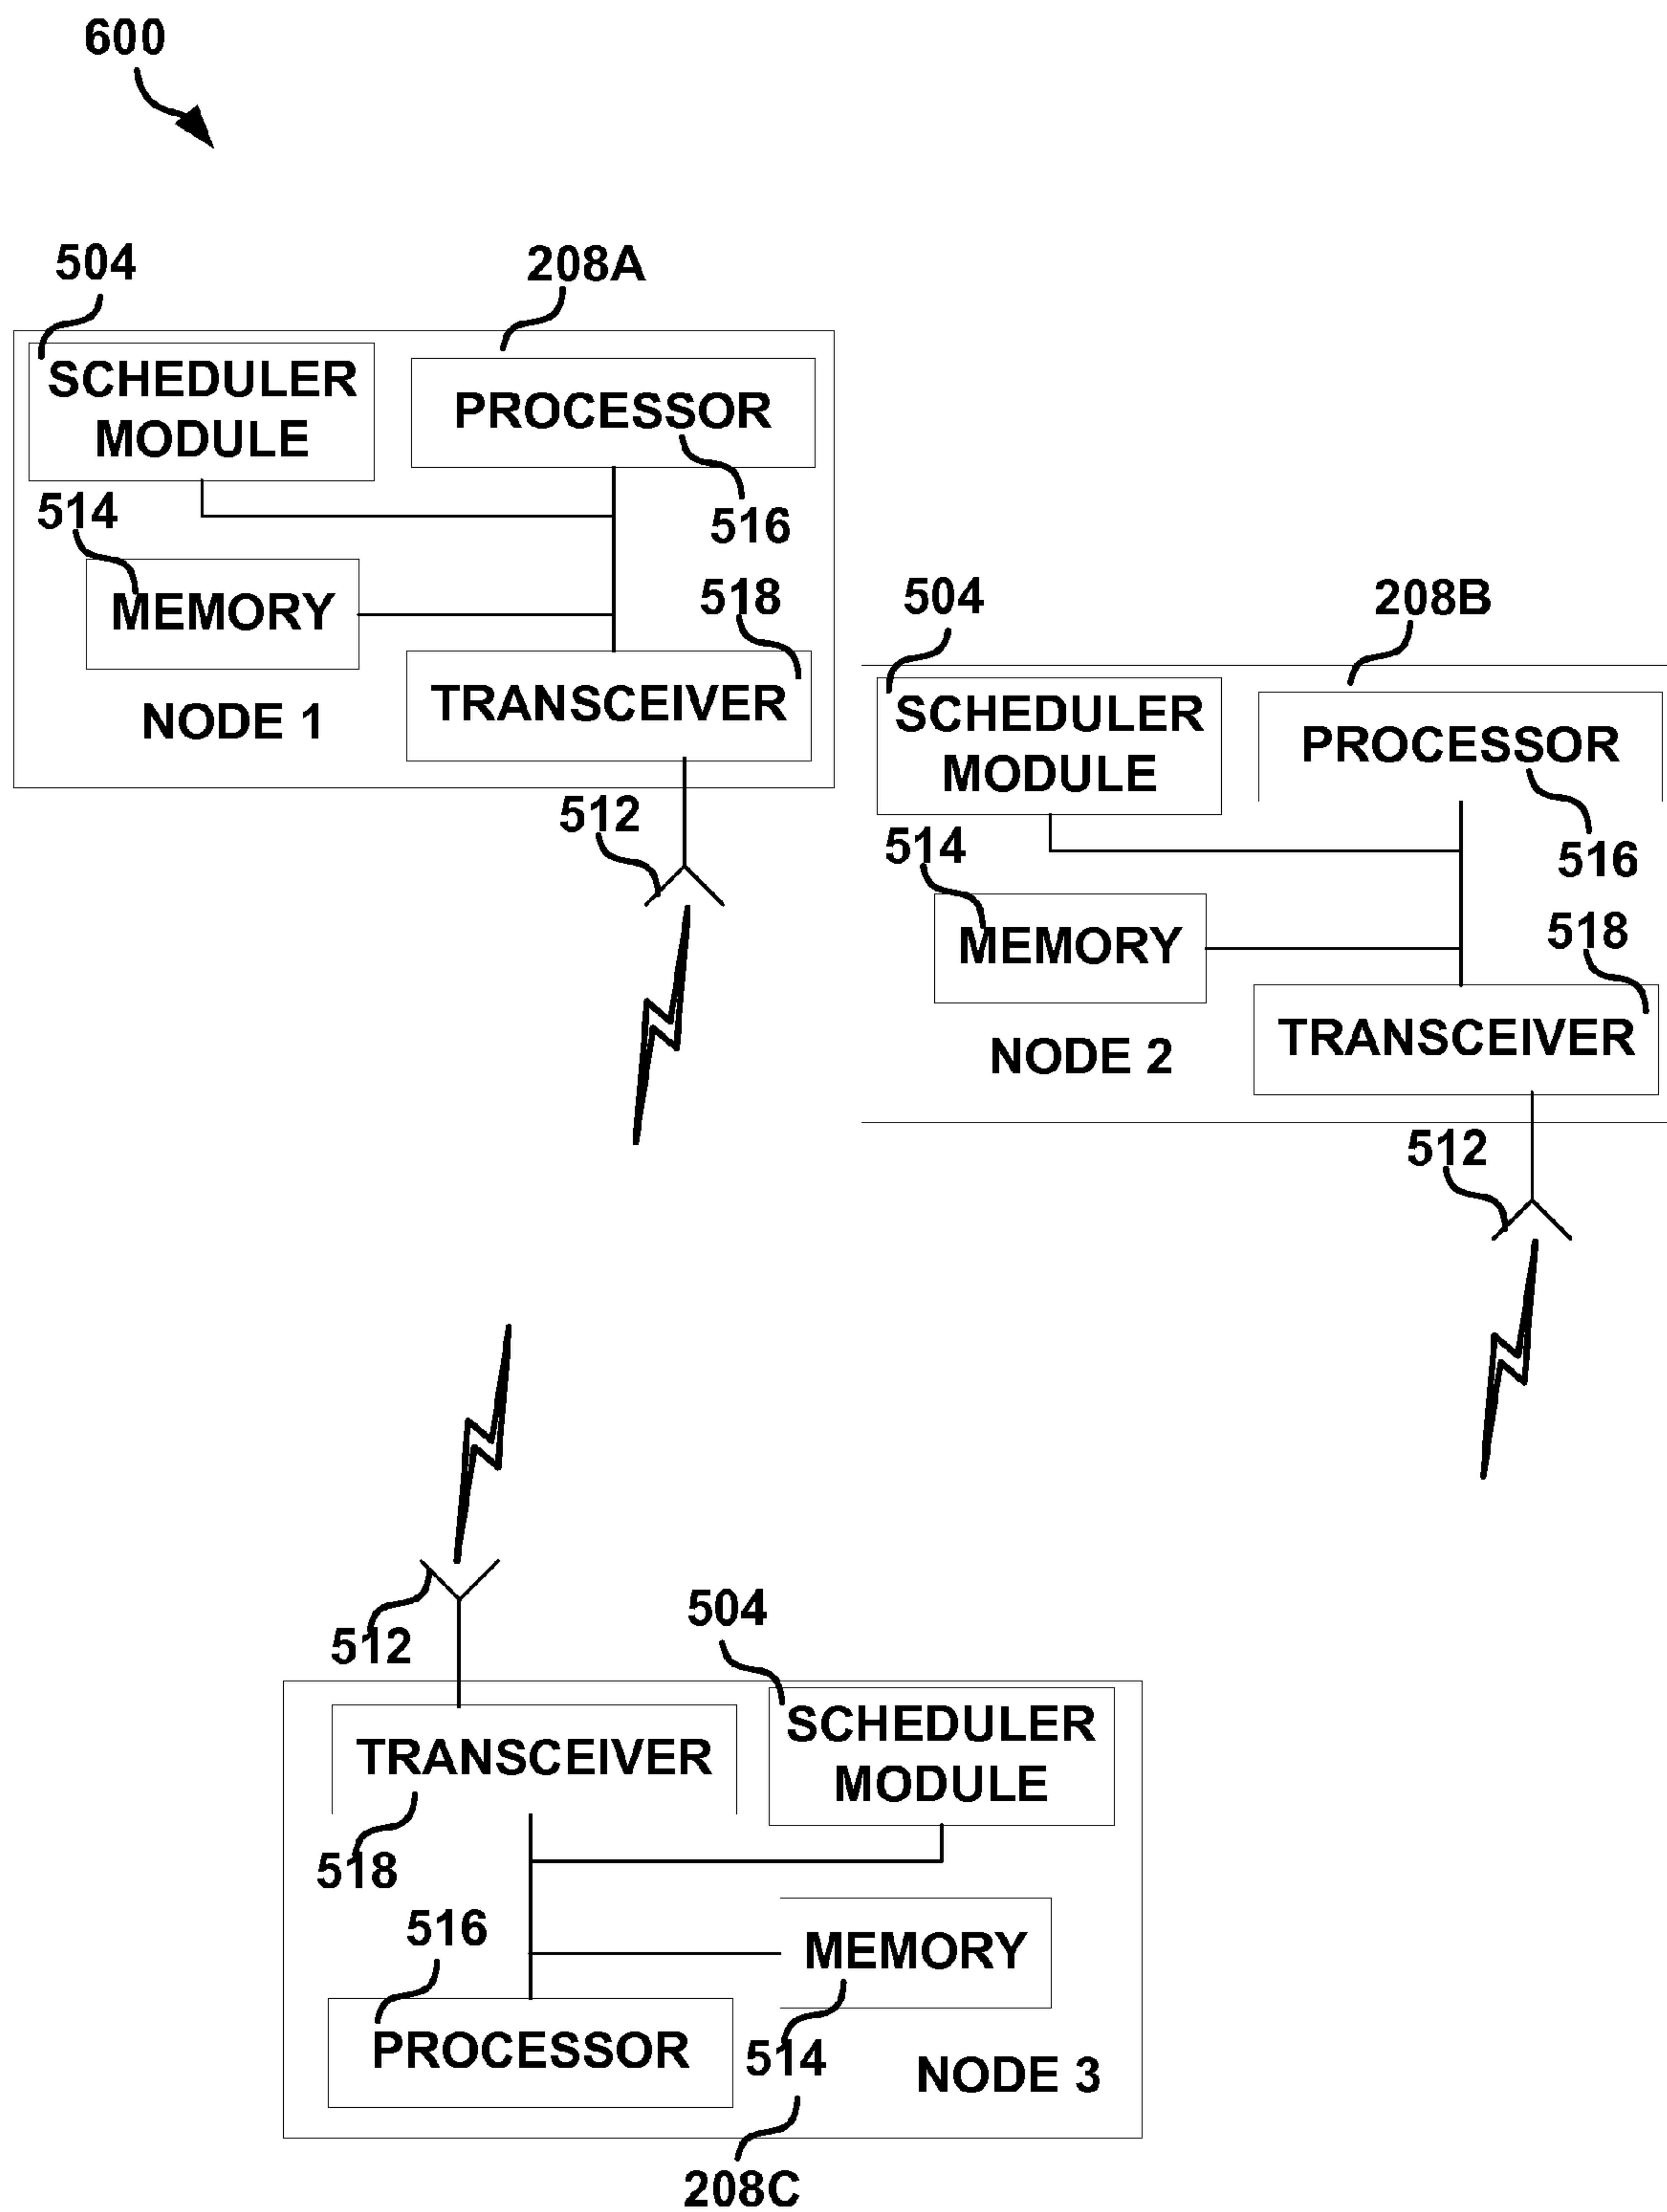 600
504
208A
SCHEDULER
MODULE
PROCESSOR
514
516
MEMORY
518
TRANSCEIVER
NODE 1
512
504
208B
SCHEDULER
MODULE
PROCESSOR
514
516
MEMORY
518
TRANSCEIVER
NODE 2
512
512
504
TRANSCEIVER
SCHEDULER
MODULE
518
516
MEMORY
PROCESSOR
514
NODE 3
208C